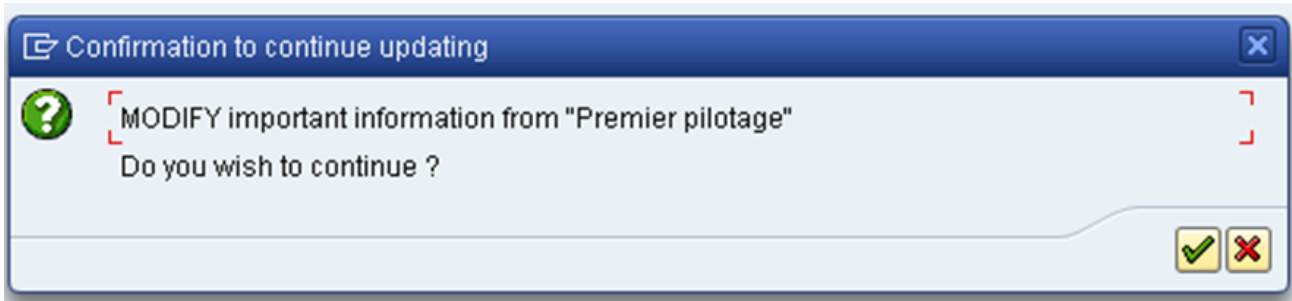 Confirmation to continue updating
MODIFY important information from "Premier pilotage"
Do you wish to continue ?